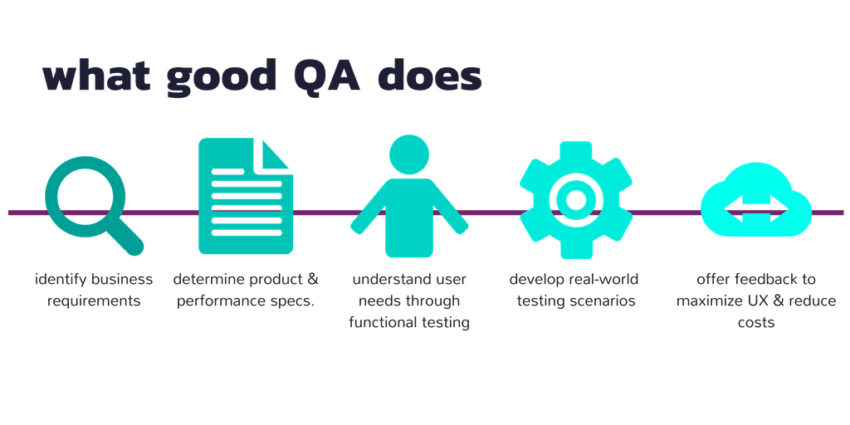 what good QA does
identify business
requirements
determine product &
performance specs.
understand user
needs through
functional testing
develop real-world
testing scenarios
offer feedback to
maximize UX & reduce
costs